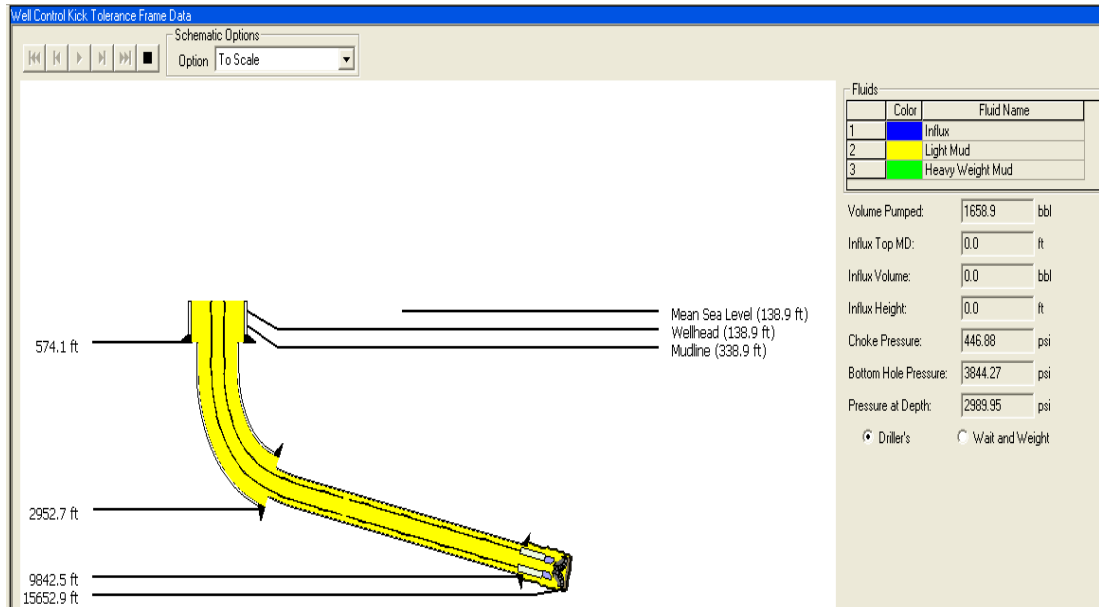 Well Control Kick Tolerance Frame Data
Schematic Options
Option To Scale
Fluids
Color Fluid Name
1 Influx
2 Light Mud
3 Heavy Weight Mud
Volume Pumped: 1658.9 bbl
Influx Top MD: 0.0 ft
Influx Volume: 0.0 bbl
Influx Height: 0.0 ft
Choke Pressure: 446.88 psi
Bottom Hole Pressure: 3844.27 psi
Pressure at Depth: 2989.95 psi
Driller's Wait and Weight
Mean Sea Level (138.9 ft)
Wellhead (138.9 ft)
Mudline (338.9 ft)
574.1 ft
2952.7 ft
9842.5 ft
15652.9 ft